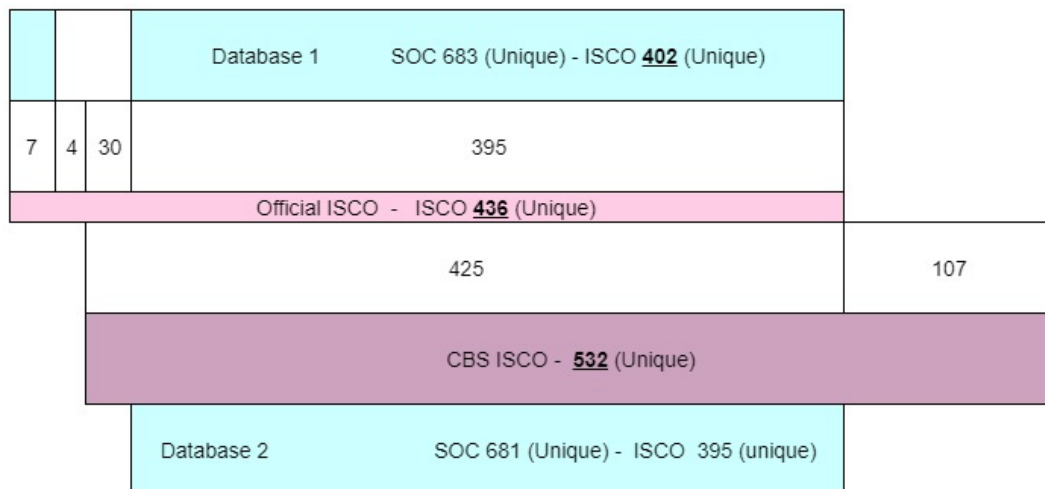 Database 1 SOC 683 (Unique) - ISCO 402 (Unique)
7 4 30 395
Official ISCO - ISCO 436 (Unique)
425 107
CBS ISCO - 532 (Unique)
Database 2 SOC 681 (Unique) - ISCO 395 (unique)